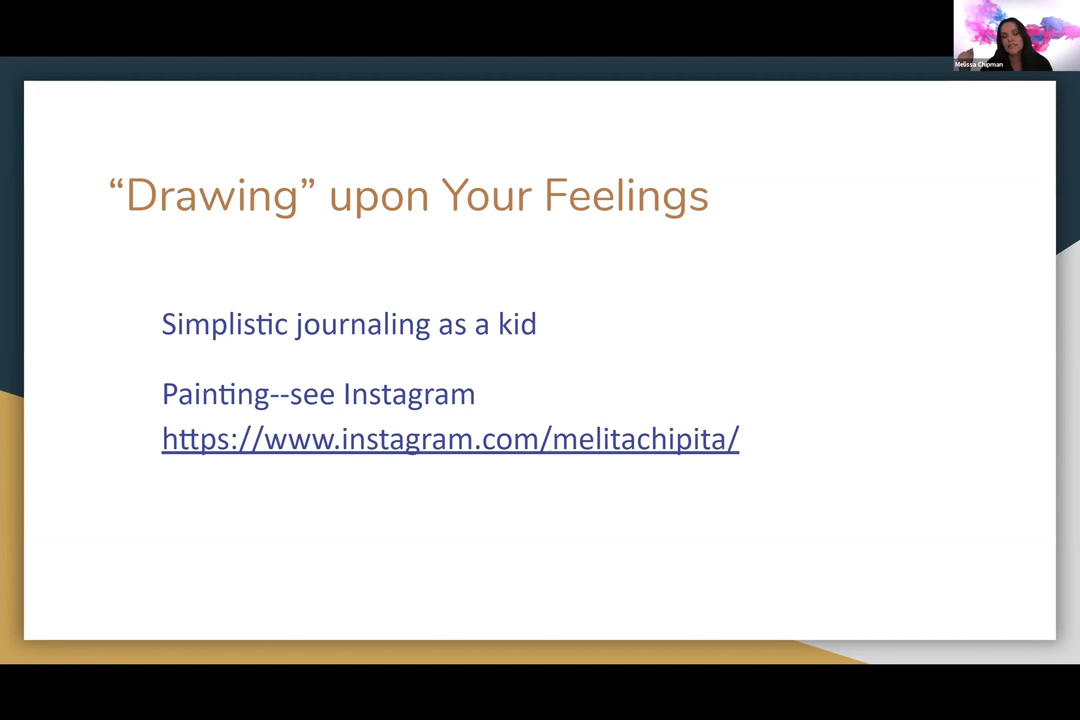 Melissa Chipman
“Drawing” upon Your Feelings
Simplistic journaling as a kid
Painting--see Instagram
https://www.instagram.com/melitachipita/